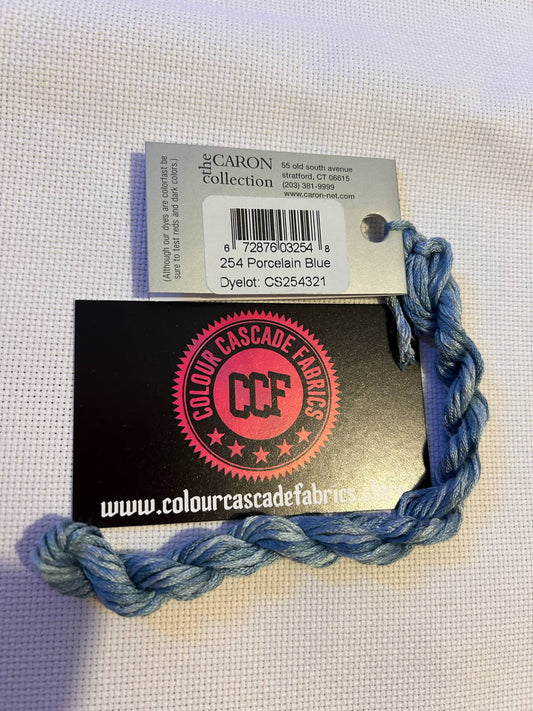 (Although our dyes are colorfast be
sure to test reds and dark colors.)
the CARON
collection
55 old south avenue
stratford, CT 06615
(203) 381-9999
www.caron-net.com
6 72876 03254 8
254 Porcelain Blue
Dyelot: CS254321
COLOUR CASCADE FABRICS
CCF
www.colourcascadefabrics.